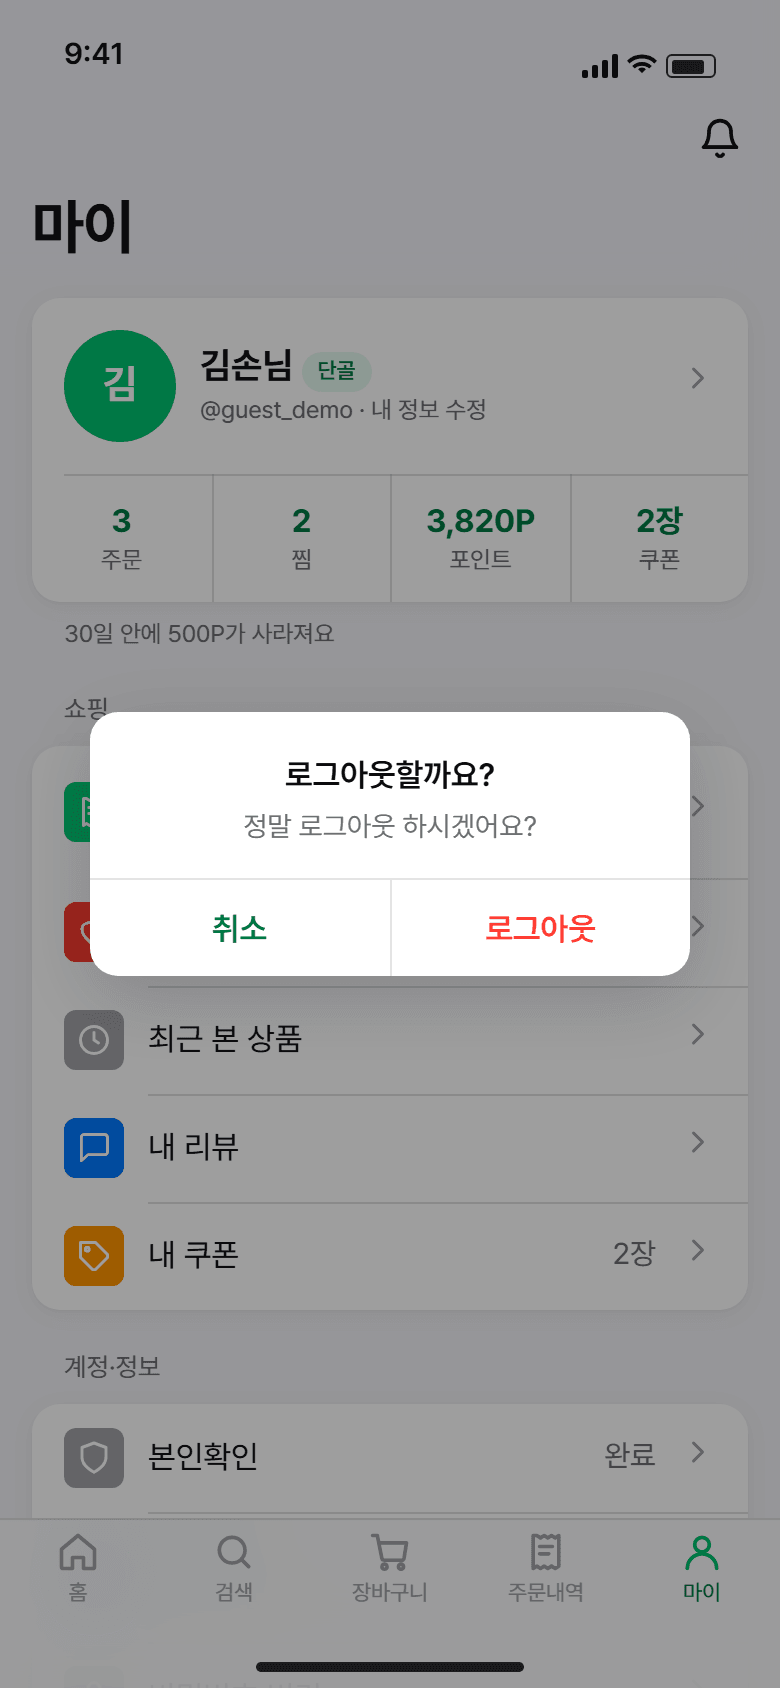 9:41
마이
김
김손님 단골
@guest_demo · 내 정보 수정
3 2 3,820P 2장
주문 찜 포인트 쿠폰
30일 안에 500P가 사라져요
쇼핑
로그아웃할까요?
정말 로그아웃 하시겠어요?
취소 로그아웃
최근 본 상품
내 리뷰
내 쿠폰 2장
계정·정보
본인확인 완료
홈 검색 장바구니 주문내역 마이